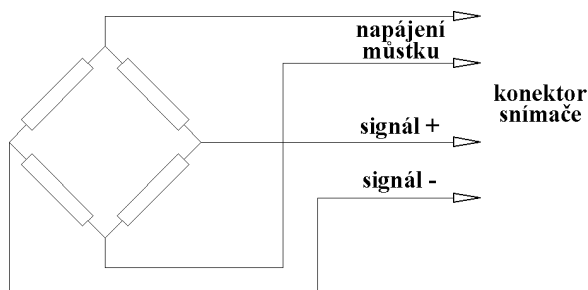 napájení
můstku
konektor
snímače
signál +
signál -